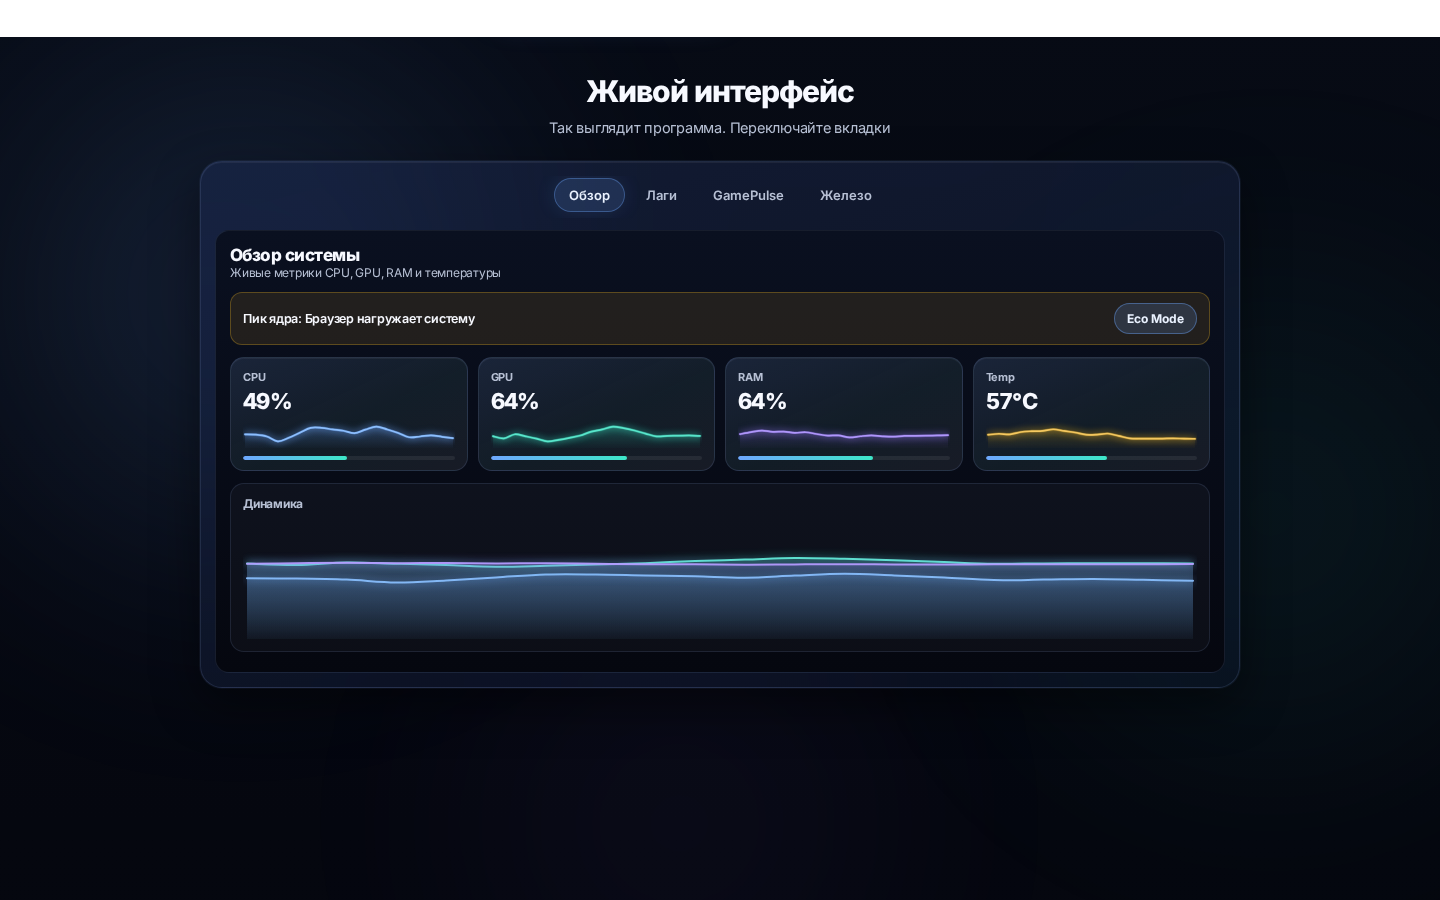 Живой интерфейс
Так выглядит программа. Переключайте вкладки
Обзор Лаги GamePulse Железо
Обзор системы
Живые метрики CPU, GPU, RAM и температуры
Пик ядра: Браузер нагружает систему Eco Mode
CPU GPU RAM Temp
49% 64% 64% 57°C
Динамика